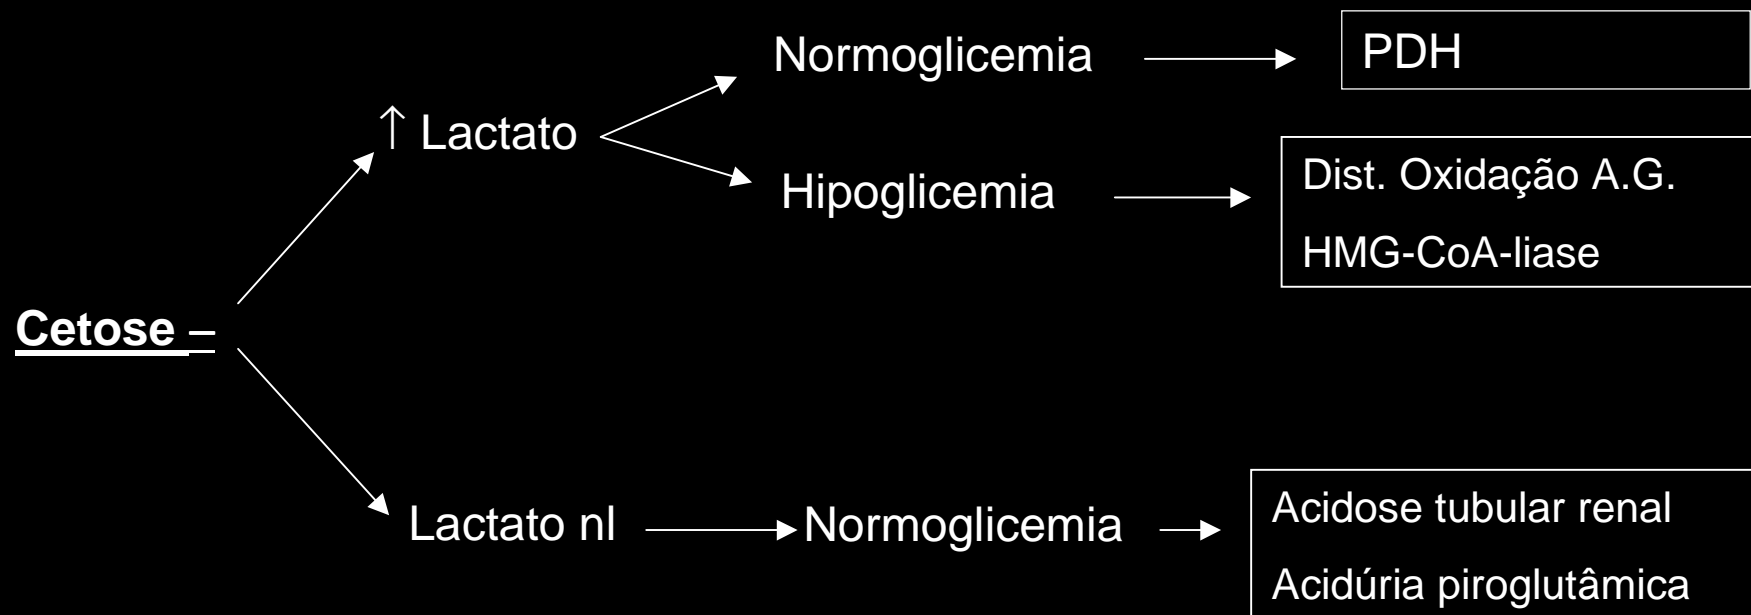 Normoglicemia
PDH
↑ Lactato
Hipoglicemia
Dist. Oxidação A.G.
HMG-CoA-liase
Cetose –
Lactato nl
Normoglicemia
Acidose tubular renal
Acidúria piroglutâmica